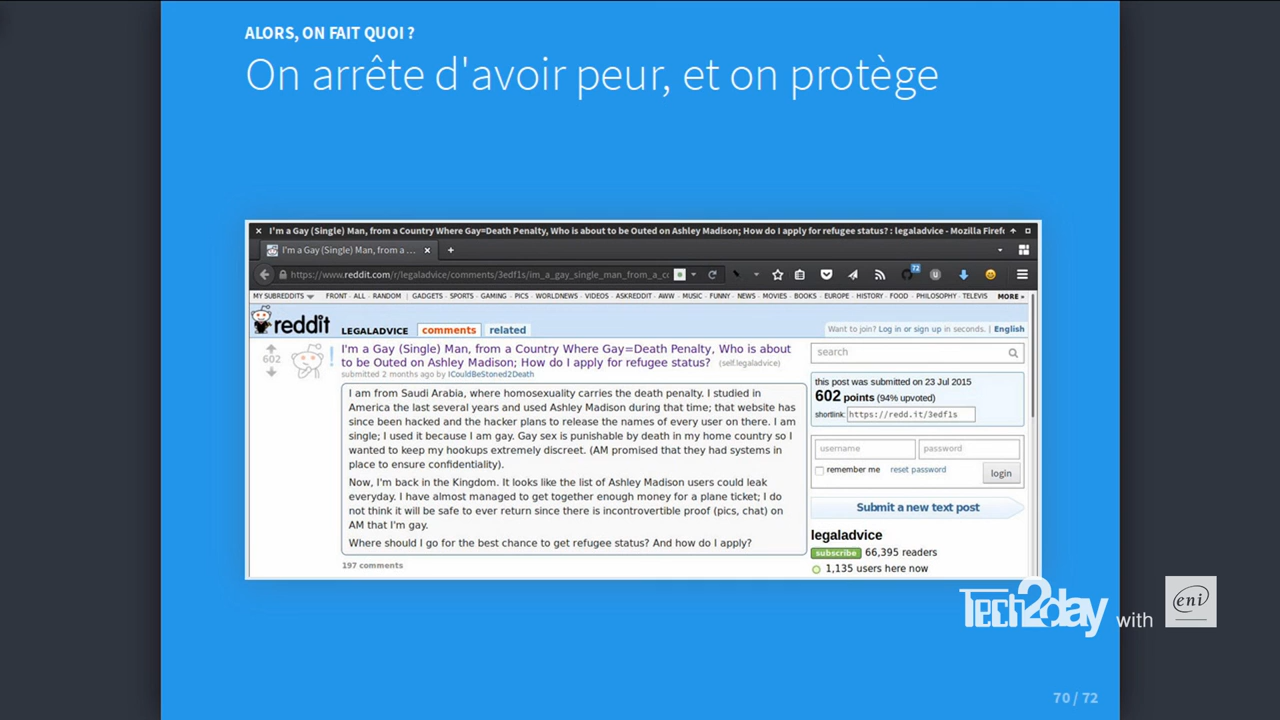 ALORS, ON FAIT QUOI ?
On arrête d'avoir peur, et on protège
I'm a Gay (Single) Man, from a Country Where Gay=Death Penalty, Who is about to be Outed on Ashley Madison; How do I apply for refugee status? : legaladvice - Mozilla Firefo
I'm a Gay (Single) Man, from a ...
https://www.reddit.com/r/legaladvice/comments/3edf1s/im_a_gay_single_man_from_a_cc
72
MY SUBREDDITS FRONT - ALL - RANDOM | GADGETS - SPORTS - GAMING - PICS - WORLDNEWS - VIDEOS - ASKREDDIT - AWW - MUSIC - FUNNY - NEWS - MOVIES - BOOKS - EUROPE - HISTORY - FOOD - PHILOSOPHY - TELEVIS MORE »
reddit LEGALADVICE comments related
Want to join? Log in or sign up in seconds. | English
602
I'm a Gay (Single) Man, from a Country Where Gay=Death Penalty, Who is about
to be Outed on Ashley Madison; How do I apply for refugee status? (self.legaladvice)
submitted 2 months ago by ICouldBeStoned2Death
I am from Saudi Arabia, where homosexuality carries the death penalty. I studied in
America the last several years and used Ashley Madison during that time; that website has
since been hacked and the hacker plans to release the names of every user on there. I am
single; I used it because I am gay. Gay sex is punishable by death in my home country so I
wanted to keep my hookups extremely discreet. (AM promised that they had systems in
place to ensure confidentiality).
Now, I'm back in the Kingdom. It looks like the list of Ashley Madison users could leak
everyday. I have almost managed to get together enough money for a plane ticket; I do
not think it will be safe to ever return since there is incontrovertible proof (pics, chat) on
AM that I'm gay.
Where should I go for the best chance to get refugee status? And how do I apply?
197 comments
search
this post was submitted on 23 Jul 2015
602 points (94% upvoted)
shortlink: https://redd.it/3edf1s
username password
remember me reset password login
Submit a new text post
legaladvice
subscribe 66,395 readers
1,135 users here now
Tech2day with eni
70 / 72